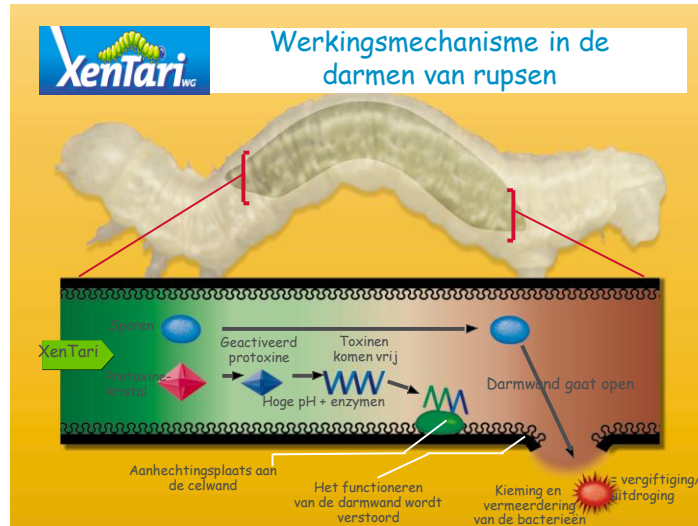 XenTari WG
Werkingsmechanisme in de
darmen van rupsen
Sporen
XenTari
Geactiveerd
protoxine
Toxinen
komen vrij
Protoxine-
kristal
Hoge pH + enzymen
Darmwand gaat open
Aanhechtingsplaats aan
de celwand
Het functioneren
van de darmwand wordt
verstoord
Kieming en
vermeerdering
van de bacterieën
= vergiftiging/
uitdroging